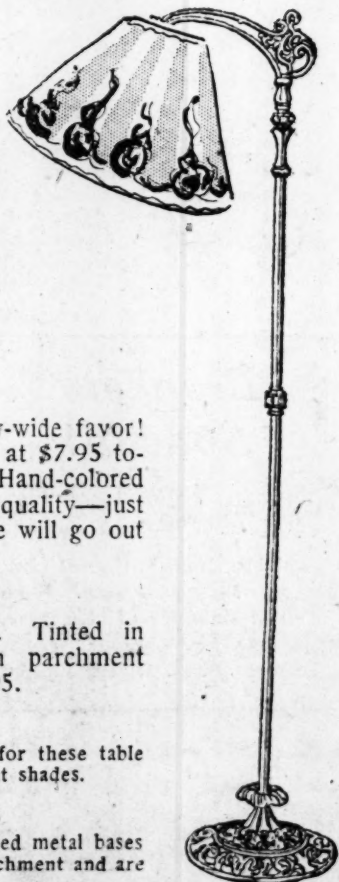 -wide favor!
at $7.95 to-
Hand-colored
quality—just
e will go out
Tinted in
parchment
5.
for these table
t shades.
ed metal bases
chment and are